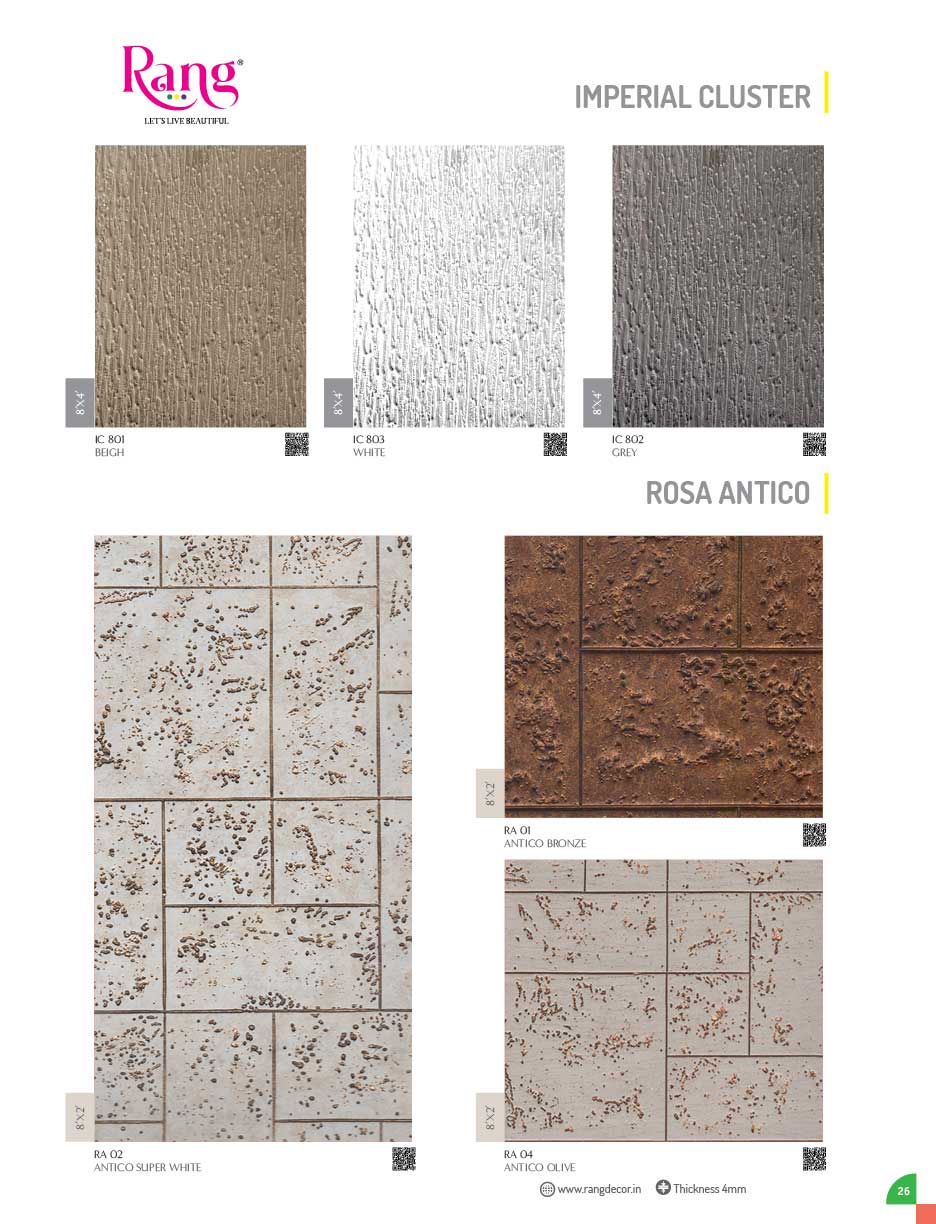 Rang®
LET'S LIVE BEAUTIFUL
IMPERIAL CLUSTER
8'X4'
IC 801
BEIGH
8'X4'
IC 803
WHITE
8'X4'
IC 802
GREY
ROSA ANTICO
8'X2'
RA 01
ANTICO BRONZE
8'X2'
RA 02
ANTICO SUPER WHITE
8'X2'
RA 04
ANTICO OLIVE
www.rangdecor.in Thickness 4mm
26